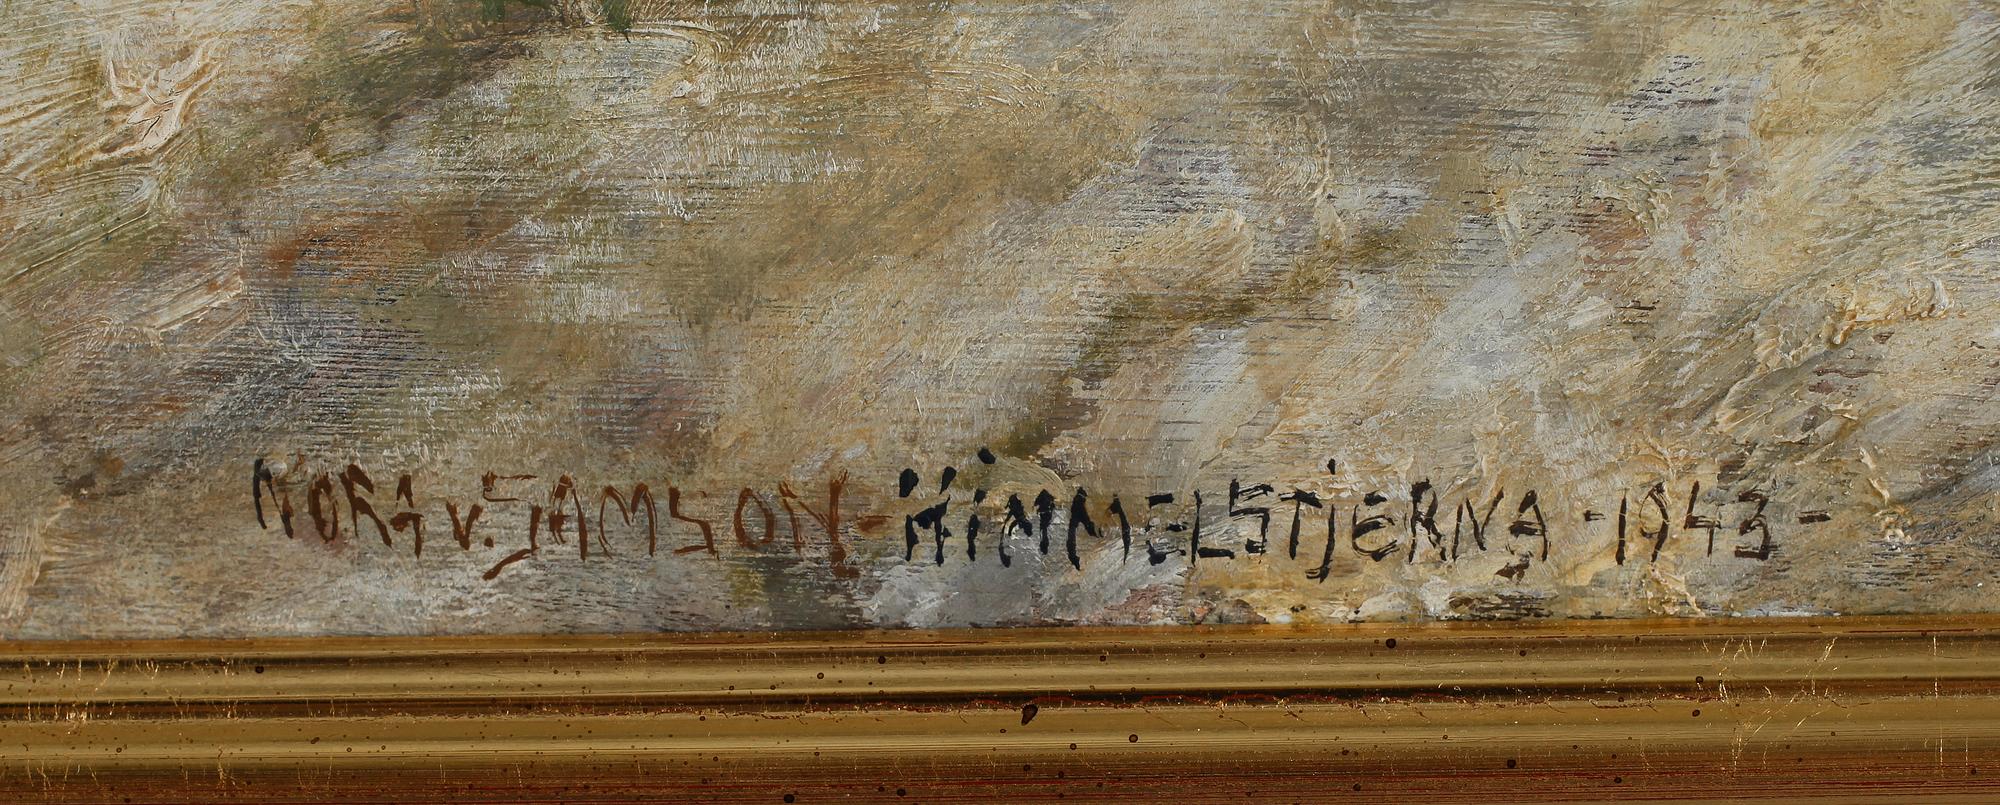 NORA v. SAMSON-HiMMELSTjERNA -1943-